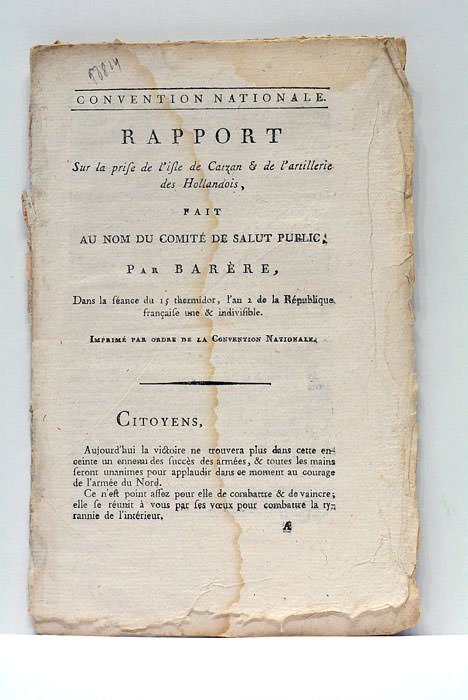 CONVENTION NATIONALE.
RAPPORT
Sur la priſe de l'iſle de Caszan & de l'artillerie
des Hollandois,
FAIT
AU NOM DU COMITÉ DE SALUT PUBLIC;
PAR BARÈRE,
Dans la ſéance du 15 thermidor, l'an 2 de la République
françaiſe une & indiviſible.
IMPRIMÉ PAR ORDRE DE LA CONVENTION NATIONALE.
CITOYENS,
Aujourd'hui la victoire ne trouvera plus dans cette en-
ceinte un ennemi des ſuccès des armées, & toutes les mains
ſeront unanimes pour applaudir dans ce moment au courage
de l'armée du Nord.
Ce n'eſt point aſſez pour elle de combattre & de vaincre;
elle ſe réunit à vous par ſes vœux pour combattre la ty-
rannie de l'intérieur.